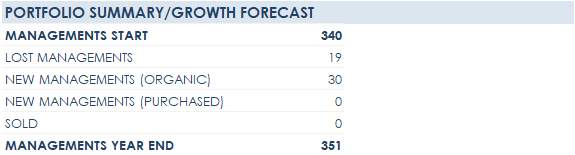 PORTFOLIO SUMMARY/GROWTH FORECAST
MANAGEMENTS START 340
LOST MANAGEMENTS 19
NEW MANAGEMENTS (ORGANIC) 30
NEW MANAGEMENTS (PURCHASED) 0
SOLD 0
MANAGEMENTS YEAR END 351